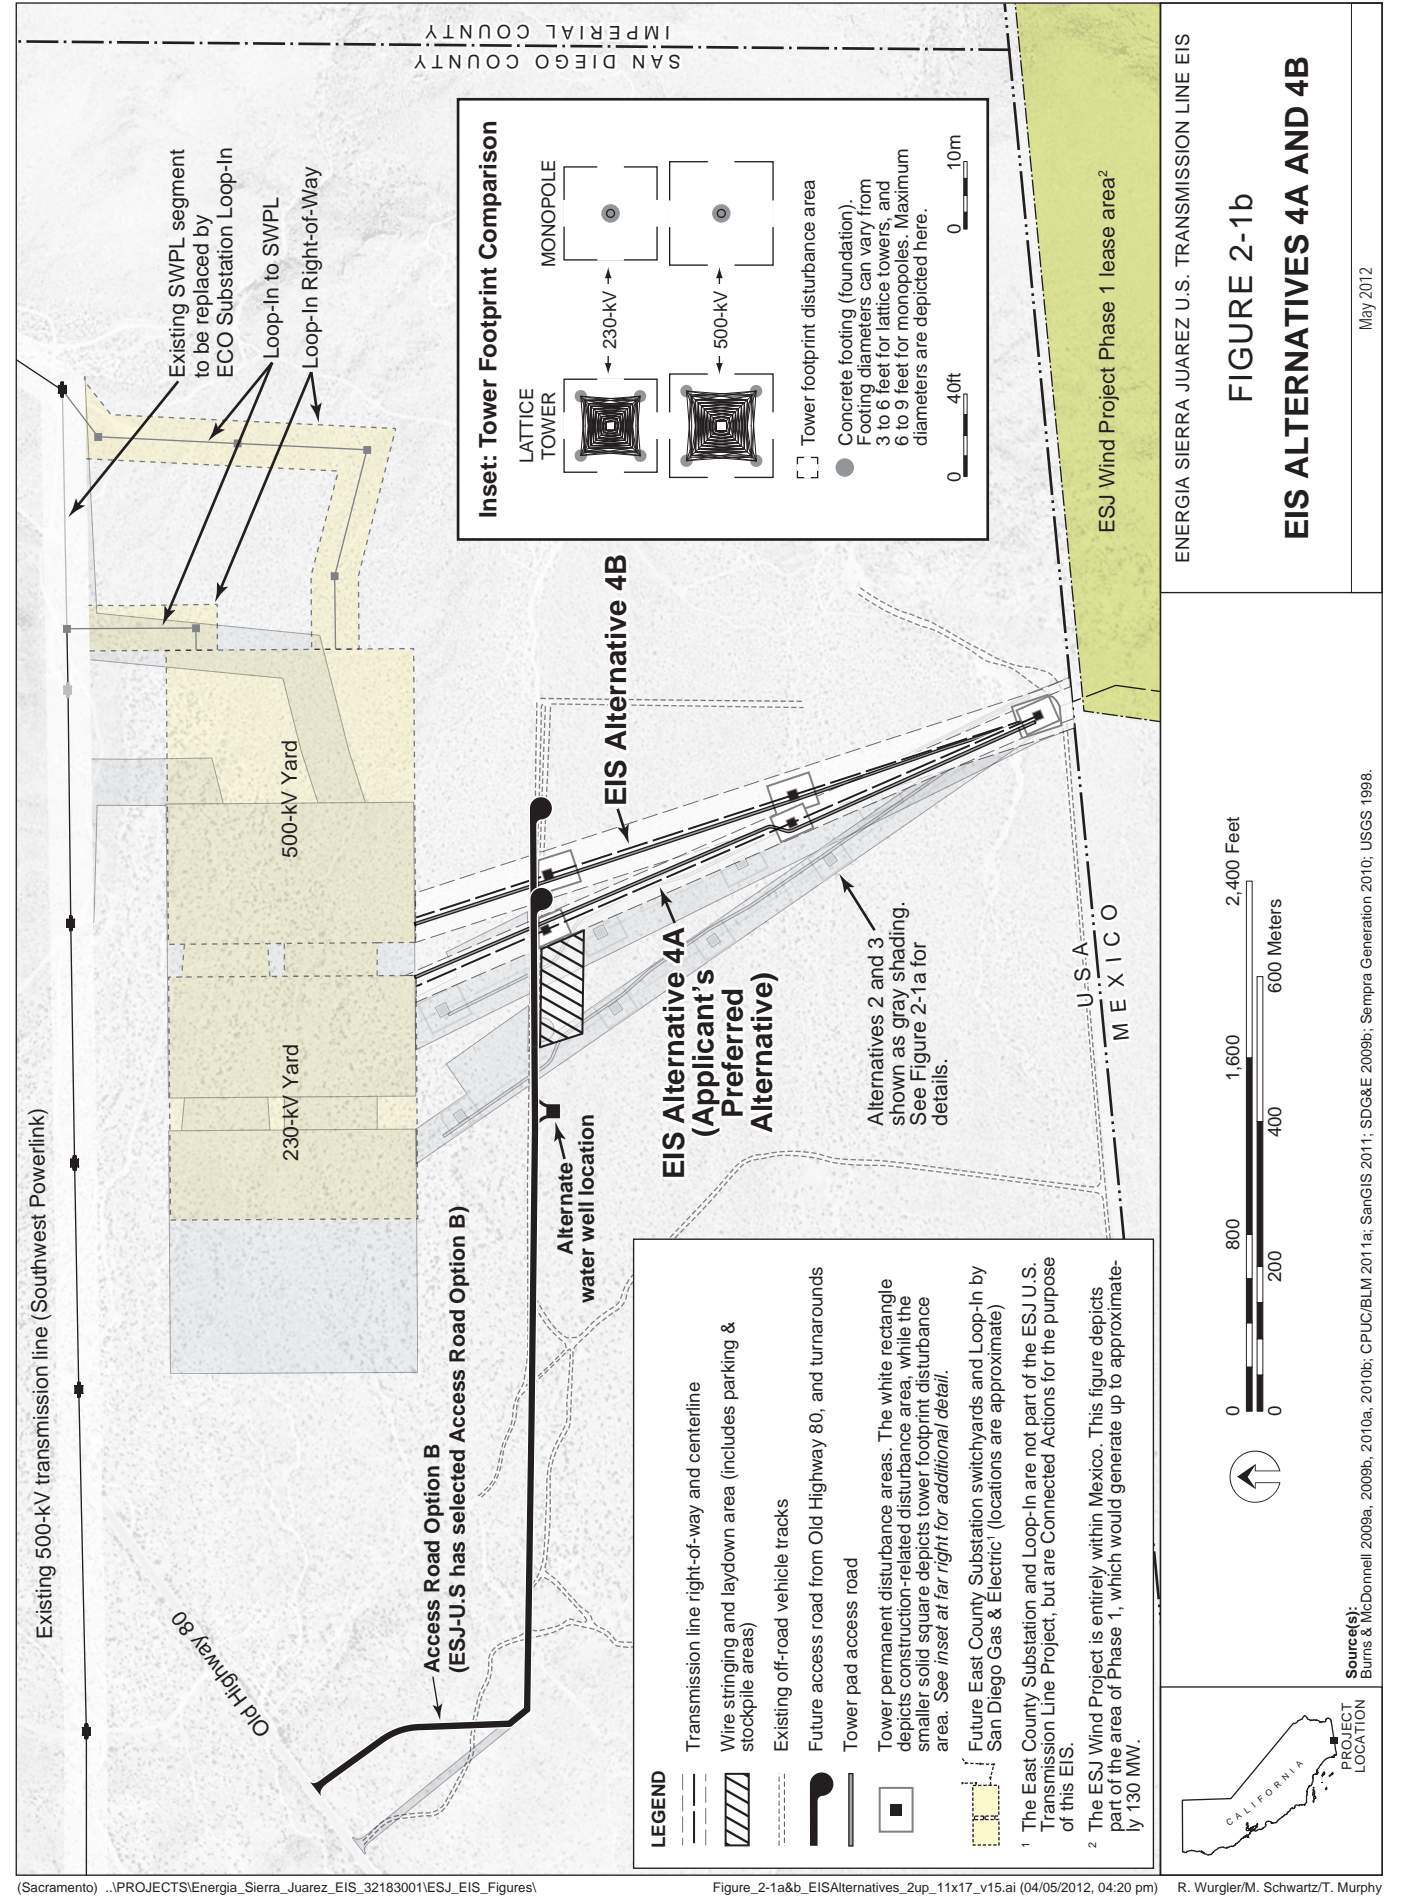 Existing 500-kV transmission line (Southwest Powerlink)
SAN DIEGO COUNTY
IMPERIAL COUNTY
Existing SWPL segment
to be replaced by
ECO Substation Loop-In
Loop-In to SWPL
Loop-In Right-of-Way
Old Highway 80
230-kV Yard
500-kV Yard
Access Road Option B
(ESJ-U.S has selected Access Road Option B)
Alternate
water well location
EIS Alternative 4A
(Applicant's
Preferred
Alternative)
EIS Alternative 4B
Alternatives 2 and 3
shown as gray shading.
See Figure 2-1a for
details.
U S A
M E X I C O
ESJ Wind Project Phase 1 lease area2
Inset: Tower Footprint Comparison
LATTICE
TOWER
MONOPOLE
230-kV
500-kV
Tower footprint disturbance area
Concrete footing (foundation).
Footing diameters can vary from
3 to 6 feet for lattice towers, and
6 to 9 feet for monopoles. Maximum
diameters are depicted here.
0 40ft
0 10m
LEGEND
Transmission line right-of-way and centerline
Wire stringing and laydown area (includes parking &
stockpile areas)
Existing off-road vehicle tracks
Future access road from Old Highway 80, and turnarounds
Tower pad access road
Tower permanent disturbance areas. The white rectangle
depicts construction-related disturbance area, while the
smaller solid square depicts tower footprint disturbance
area. See inset at far right for additional detail.
Future East County Substation switchyards and Loop-In by
San Diego Gas & Electric1 (locations are approximate)
1 The East County Substation and Loop-In are not part of the ESJ U.S.
Transmission Line Project, but are Connected Actions for the purpose
of this EIS.
2 The ESJ Wind Project is entirely within Mexico. This figure depicts
part of the area of Phase 1, which would generate up to approximate-
ly 130 MW.
CALIFORNIA
PROJECT
LOCATION
0 800 1,600 2,400 Feet
0 200 400 600 Meters
Source(s):
Burns & McDonnell 2009a, 2009b, 2010a, 2010b; CPUC/BLM 2011a; SanGIS 2011; SDG&E 2009b; Sempra Generation 2010; USGS 1998.
ENERGIA SIERRA JUAREZ U.S. TRANSMISSION LINE EIS
FIGURE 2-1b
EIS ALTERNATIVES 4A AND 4B
May 2012
(Sacramento) ..\PROJECTS\Energia_Sierra_Juarez_EIS_32183001\ESJ_EIS_Figures\
Figure_2-1a&b_EISAlternatives_2up_11x17_v15.ai (04/05/2012, 04:20 pm)
R. Wurgler/M. Schwartz/T. Murphy